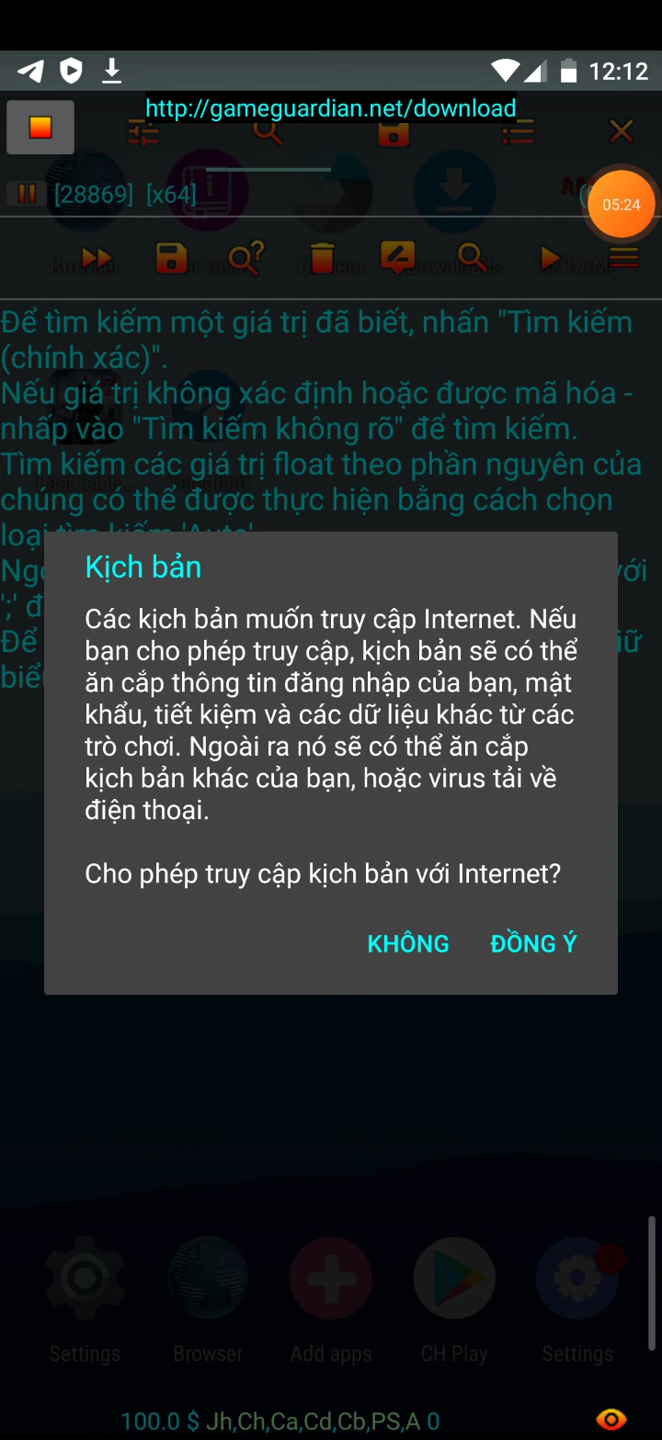 12:12
http://gameguardian.net/download
[28869] [x64]
05:24
Để tìm kiếm một giá trị đã biết, nhấn "Tìm kiếm
(chính xác)".
Nếu giá trị không xác định hoặc được mã hóa -
nhấp vào "Tìm kiếm không rõ" để tìm kiếm.
Tìm kiếm các giá trị float theo phần nguyên của
chúng có thể được thực hiện bằng cách chọn
loại tìm kiếm 'Auto'
Kịch bản
Các kịch bản muốn truy cập Internet. Nếu
bạn cho phép truy cập, kịch bản sẽ có thể
ăn cắp thông tin đăng nhập của bạn, mật
khẩu, tiết kiệm và các dữ liệu khác từ các
trò chơi. Ngoài ra nó sẽ có thể ăn cắp
kịch bản khác của bạn, hoặc virus tải về
điện thoại.
Cho phép truy cập kịch bản với Internet?
KHÔNG ĐỒNG Ý
Settings Browser Add apps CH Play Settings
100.0 $ Jh,Ch,Ca,Cd,Cb,PS,A 0